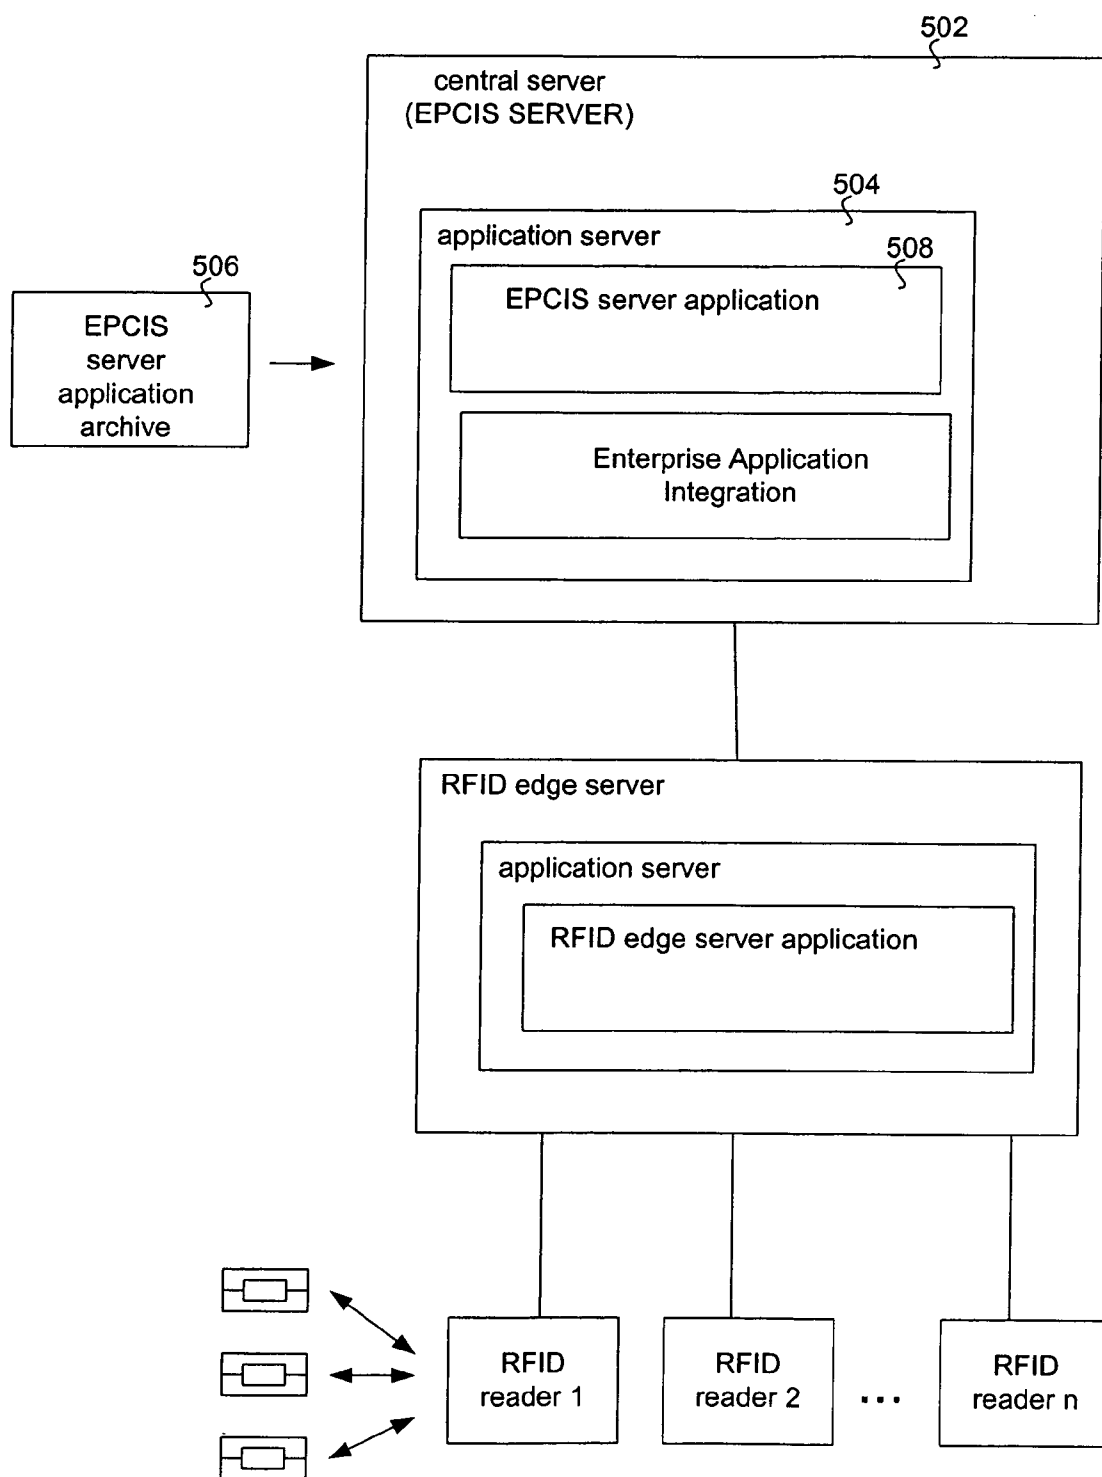 502
central server
(EPCIS SERVER)
504
application server
508
EPCIS server application
506
EPCIS
server
application
archive
Enterprise Application
Integration
RFID edge server
application server
RFID edge server application
RFID
reader 1
RFID
reader 2
...
RFID
reader n